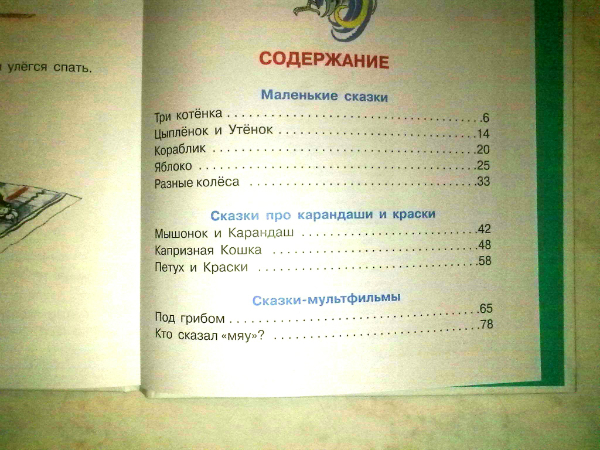 улёгся спать.
СОДЕРЖАНИЕ
Маленькие сказки
Три котёнка . . . . . . . . . . . . . . . . . . . . . . . . . . . . . . . .6
Цыплёнок и Утёнок . . . . . . . . . . . . . . . . . . . . . . . .14
Кораблик . . . . . . . . . . . . . . . . . . . . . . . . . . . . . . . .20
Яблоко . . . . . . . . . . . . . . . . . . . . . . . . . . . . . . . . . .25
Разные колёса . . . . . . . . . . . . . . . . . . . . . . . . . . . .33
Сказки про карандаши и краски
Мышонок и Карандаш . . . . . . . . . . . . . . . . . . . . . .42
Капризная Кошка . . . . . . . . . . . . . . . . . . . . . . . . . .48
Петух и Краски . . . . . . . . . . . . . . . . . . . . . . . . . . .58
Сказки-мультфильмы
Под грибом . . . . . . . . . . . . . . . . . . . . . . . . . . . . . .65
Кто сказал «мяу»? . . . . . . . . . . . . . . . . . . . . . . . . .78